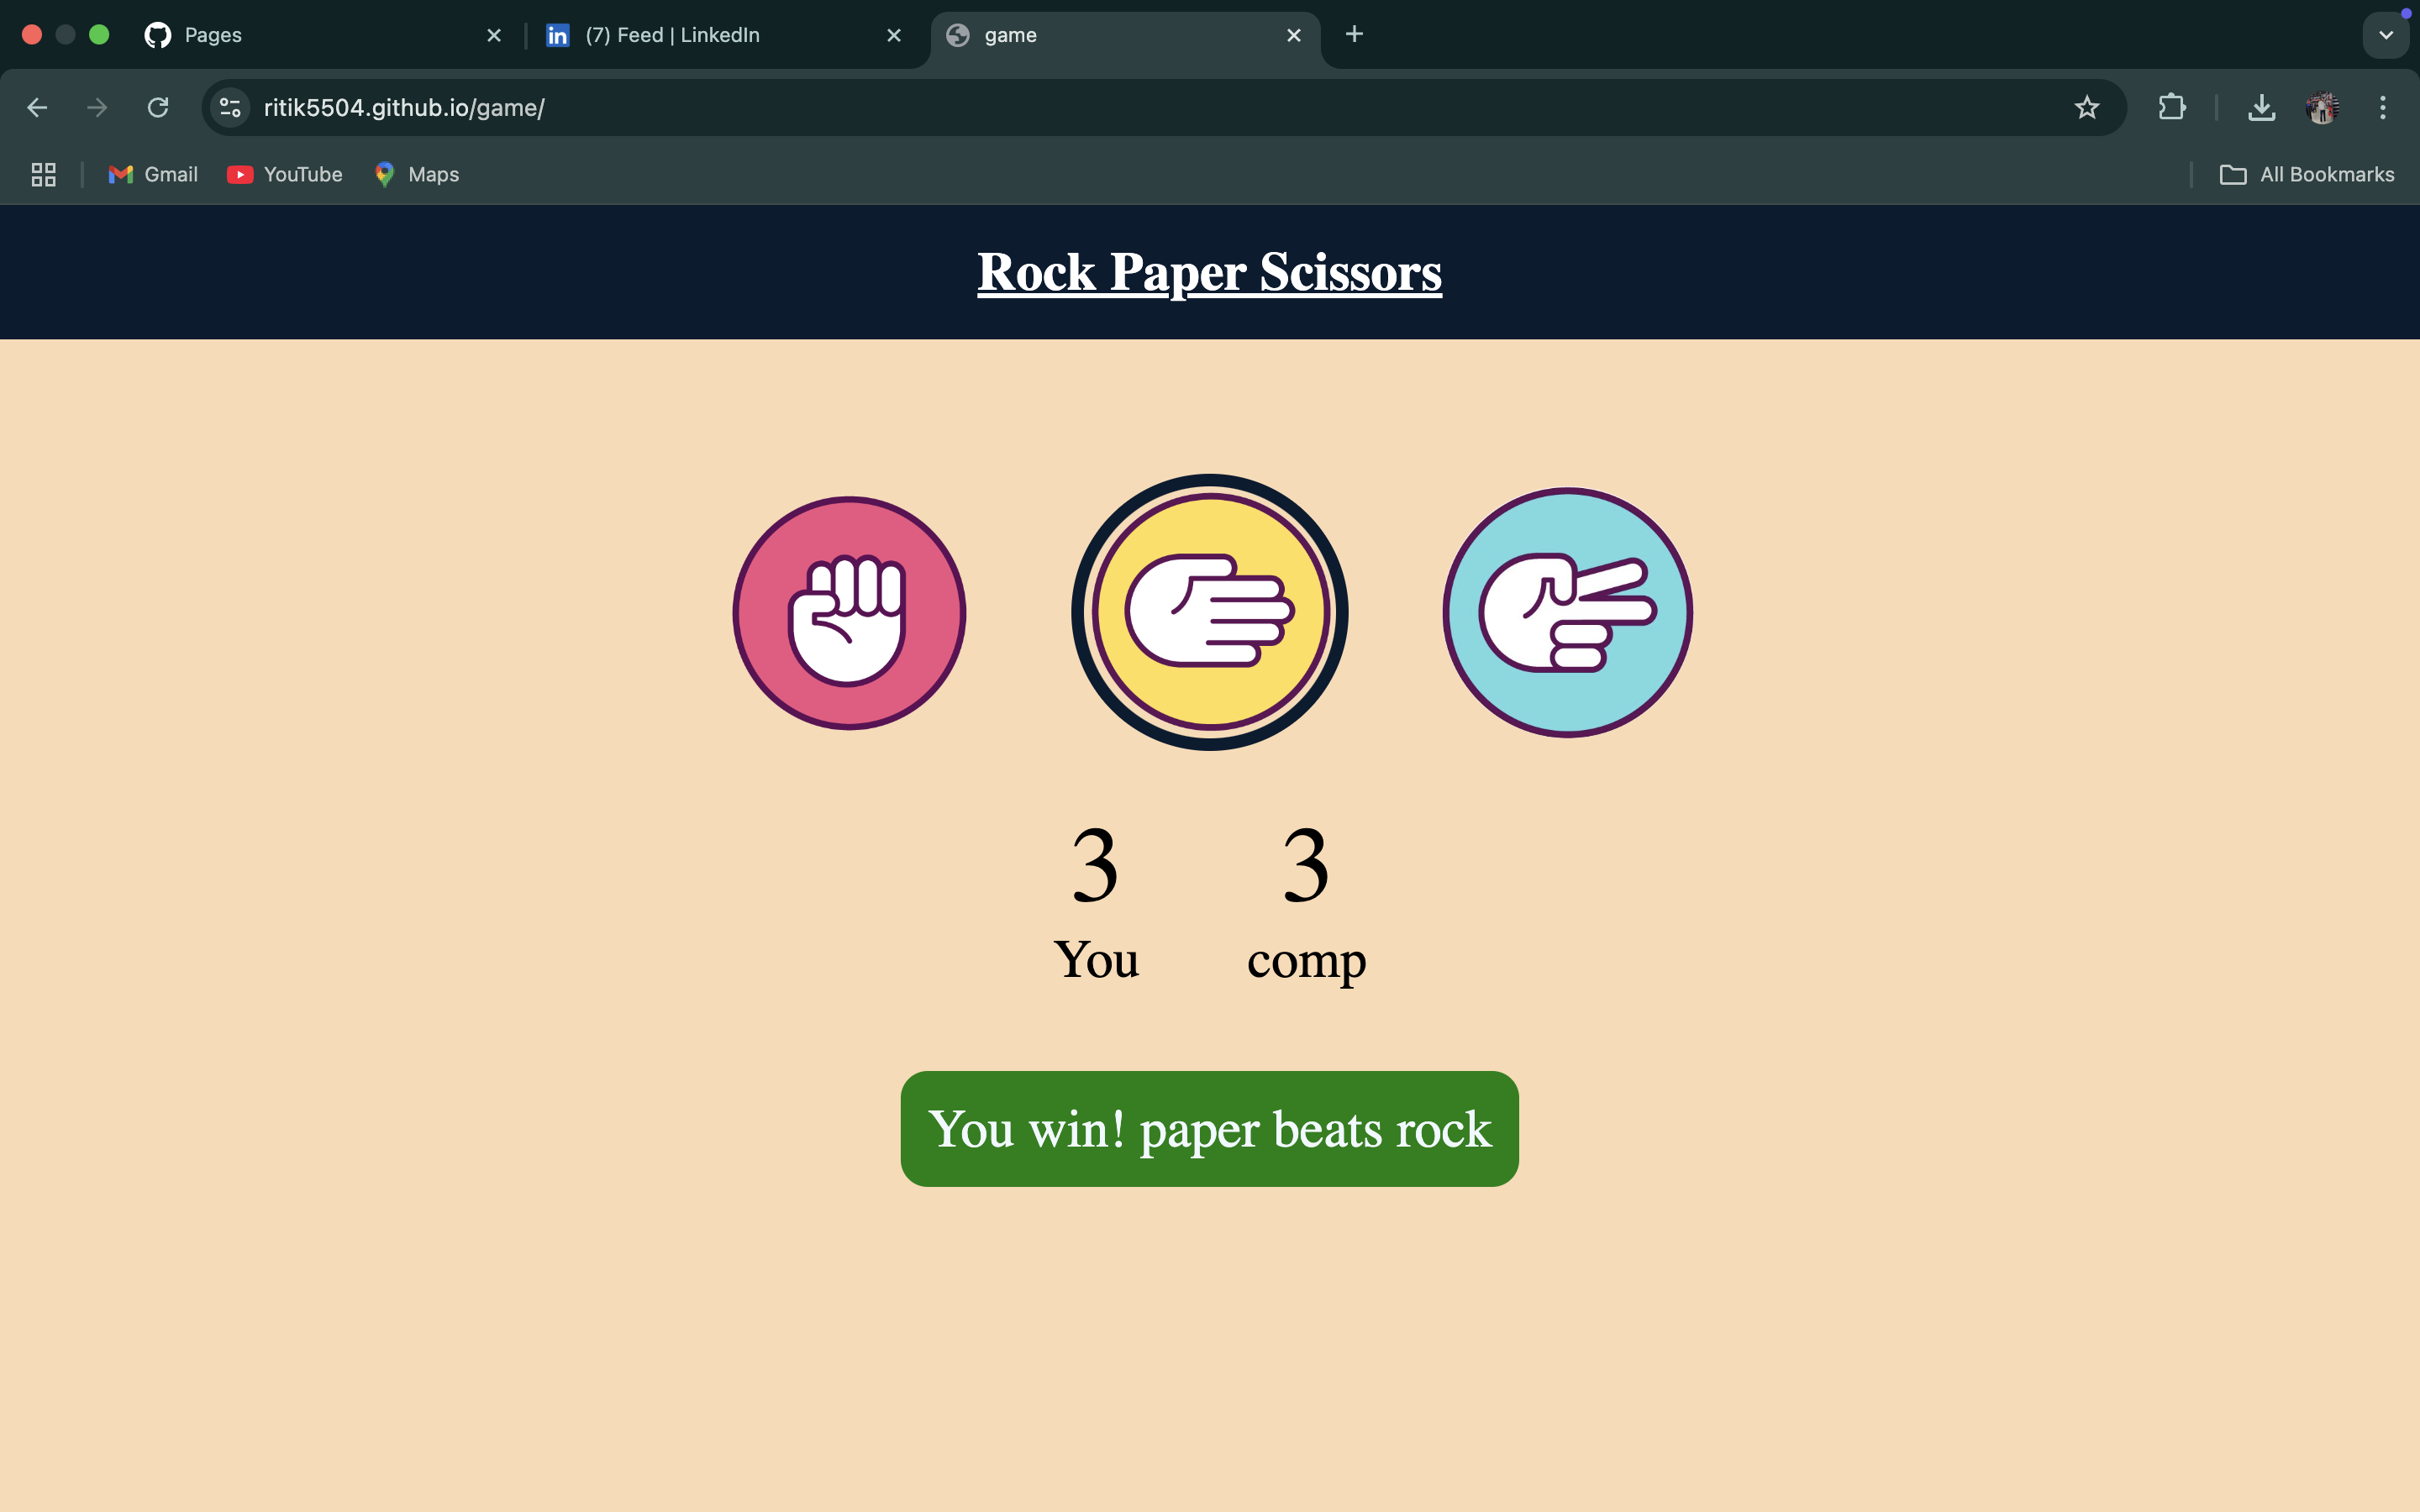 Pages
in (7) Feed | LinkedIn
game
ritik5504.github.io/game/
Gmail
YouTube
Maps
All Bookmarks
Rock Paper Scissors
3 3
You comp
You win! paper beats rock